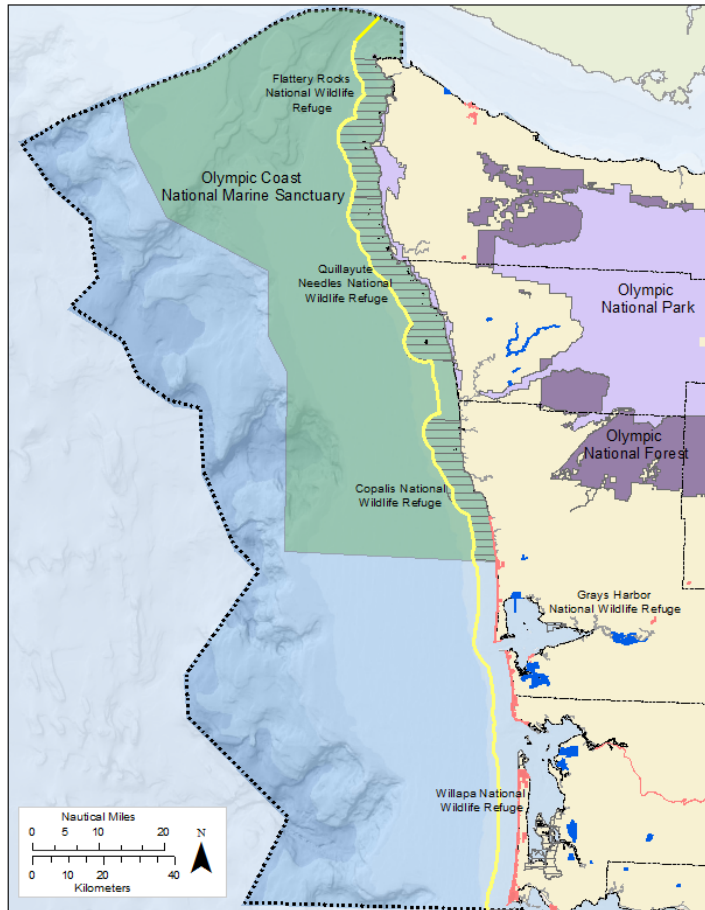 Flattery Rocks
National Wildlife
Refuge
Olympic Coast
National Marine Sanctuary
Quillayute
Needles National
Wildlife Refuge
Olympic
National Park
Olympic
National Forest
Copalis National
Wildlife Refuge
Grays Harbor
National Wildlife Refuge
Willapa National
Wildlife Refuge
Nautical Miles
0 5 10 20
N
0 10 20 40
Kilometers